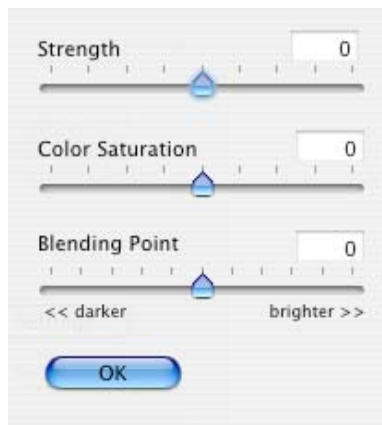 Strength 0
Color Saturation 0
Blending Point 0
<< darker brighter >>
OK